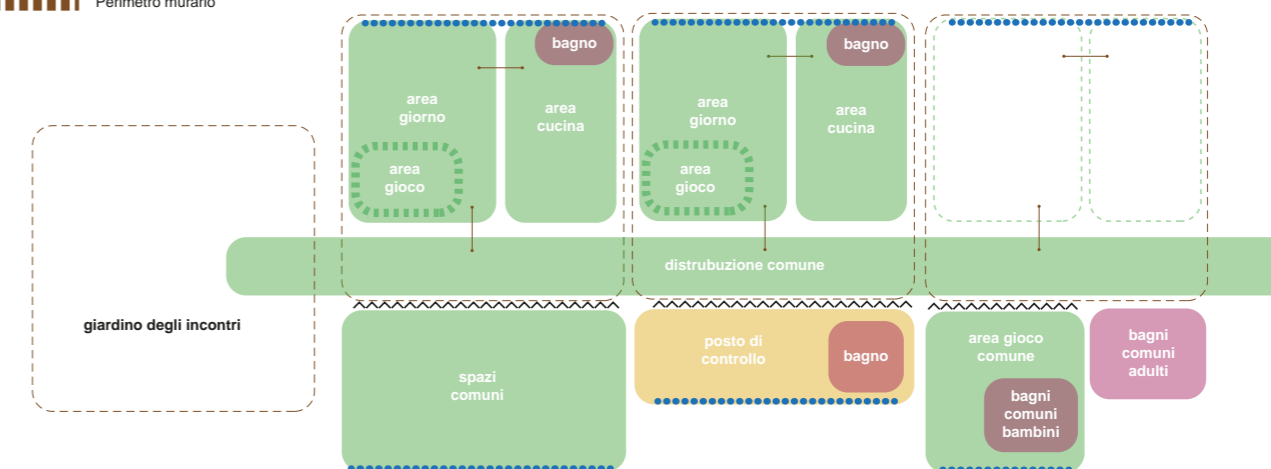 Perimetro murario
bagno
area
giorno
area
cucina
area
gioco
bagno
area
giorno
area
cucina
area
gioco
distrubuzione comune
giardino degli incontri
spazi
comuni
posto di
controllo
bagno
area gioco
comune
bagni
comuni
bambini
bagni
comuni
adulti